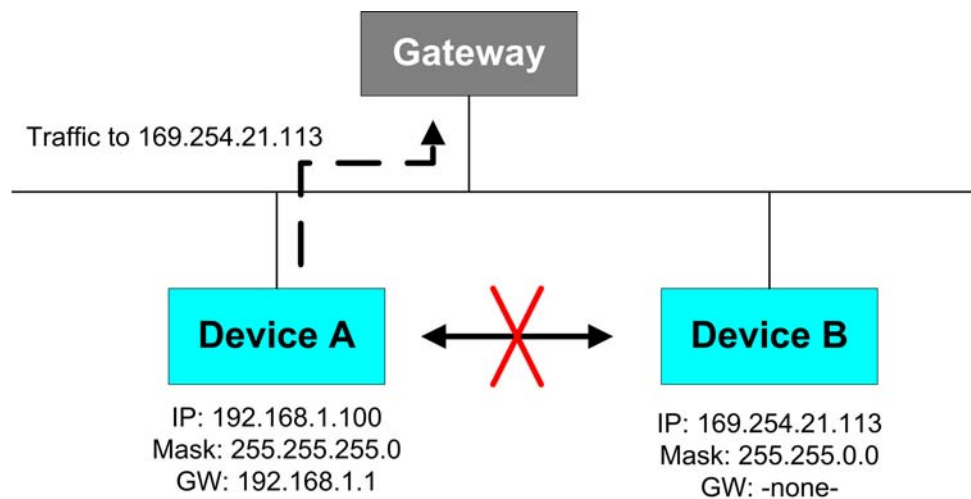 Gateway
Traffic to 169.254.21.113
Device A
Device B
IP: 192.168.1.100
Mask: 255.255.255.0
GW: 192.168.1.1
IP: 169.254.21.113
Mask: 255.255.0.0
GW: -none-